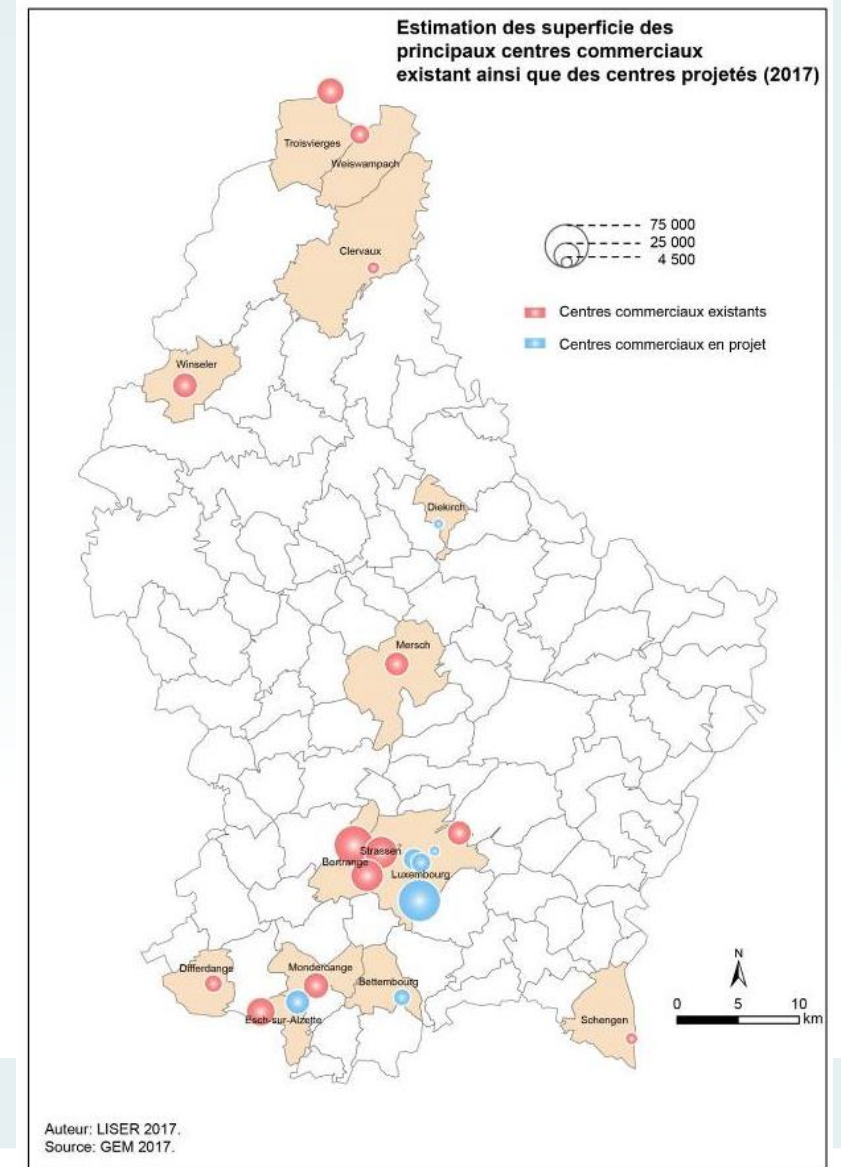 Estimation des superficie des
principaux centres commerciaux
existant ainsi que des centres projetés (2017)
Troisvierges
Weiswampach
Clervaux
75 000
25 000
4 500
Centres commerciaux existants
Centres commerciaux en projet
Winseler
Diekirch
Mersch
Strassen
Bertrange
Luxembourg
Differdange
Mondercange
Bettembourg
Esch-sur-Alzette
Schengen
N
0 5 10
km
Auteur: LISER 2017.
Source: GEM 2017.